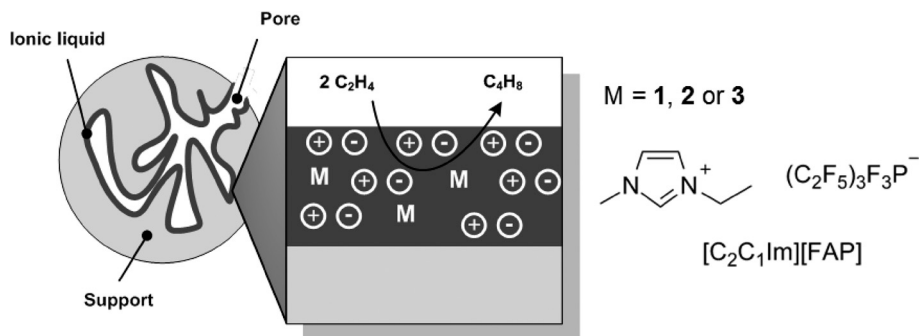 Ionic liquid
Pore
Support
2 C₂H₄
C₄H₈
+ - + - + -
M + - M + -
+ - M + -
M = 1, 2 or 3
N N + (C₂F₅)₃F₃P⁻
[C₂C₁Im][FAP]